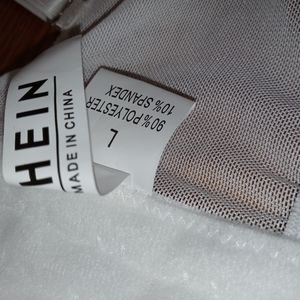 HEIN
MADE IN CHINA
L
90% POLYESTER
10% SPANDEX